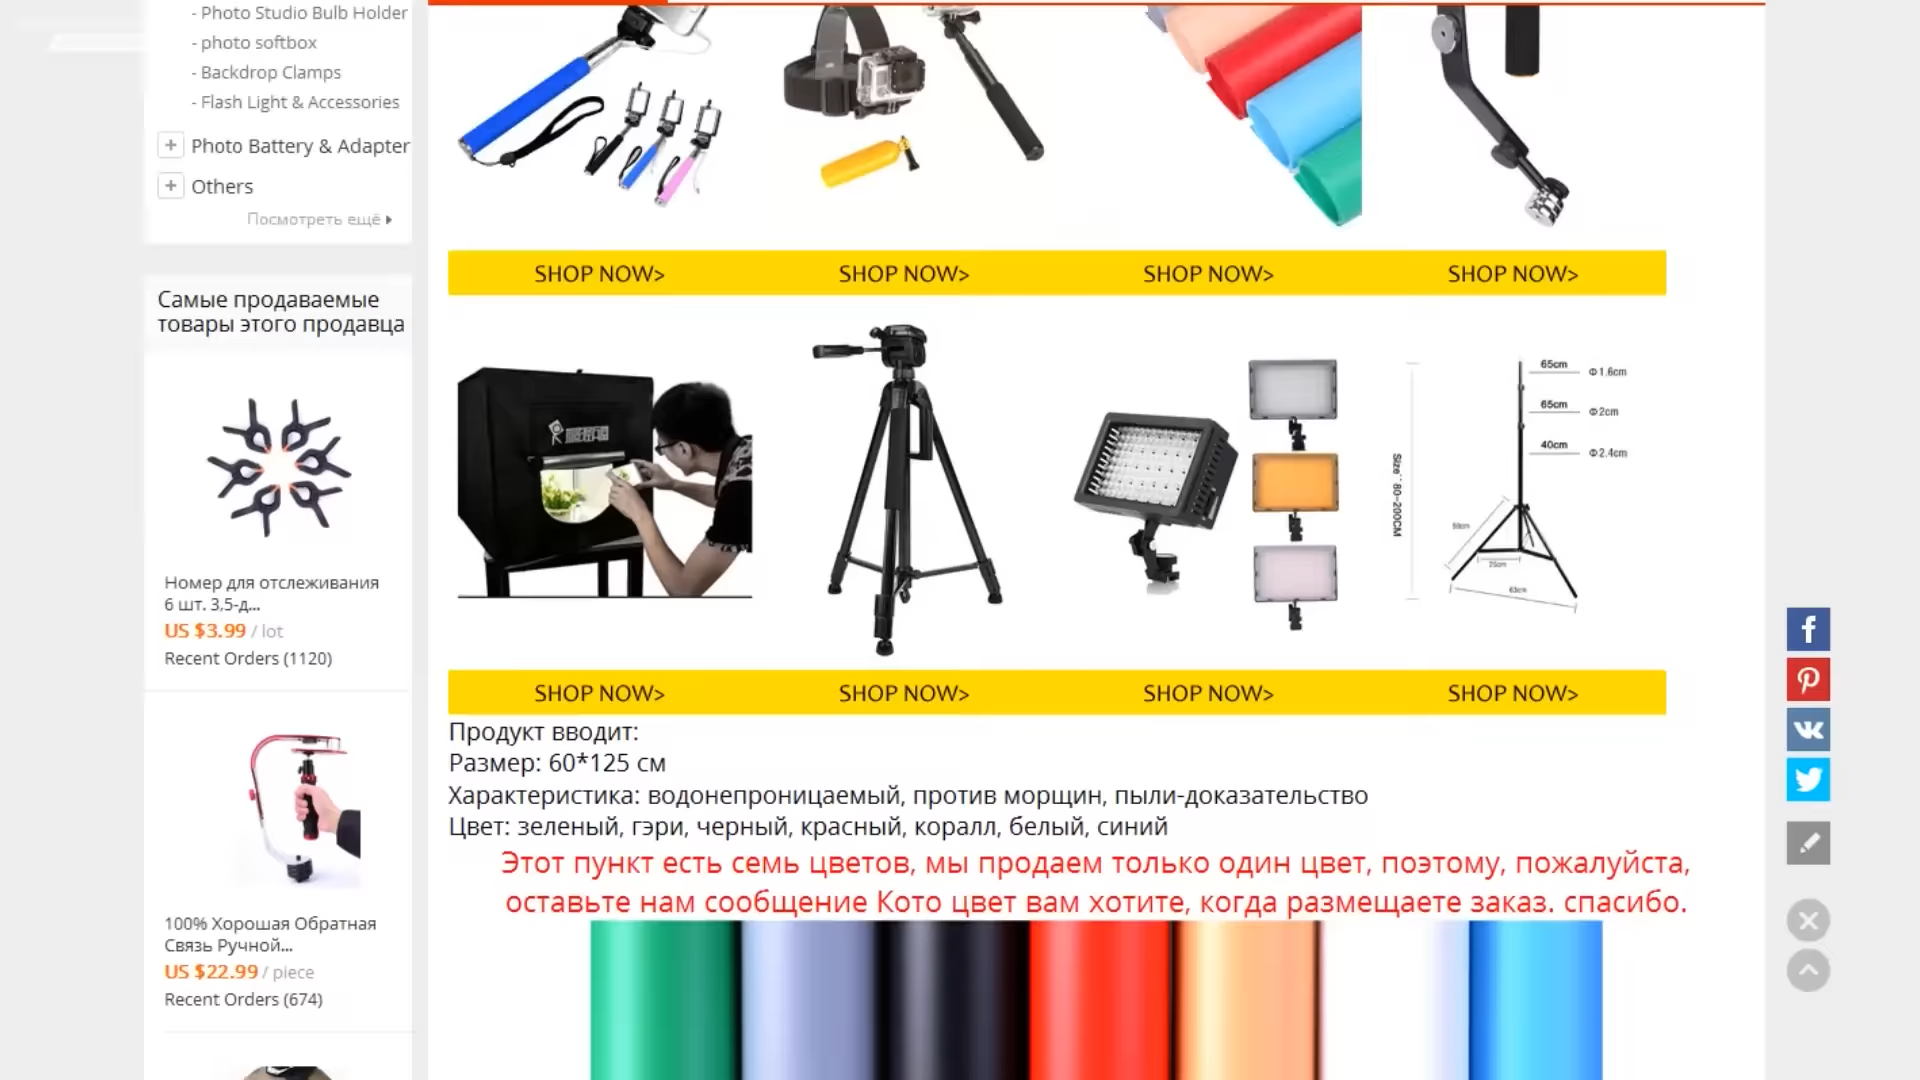 - Photo Studio Bulb Holder
- photo softbox
- Backdrop Clamps
- Flash Light & Accessories
Photo Battery & Adapter
Others
Посмотреть ещё
Самые продаваемые
товары этого продавца
Номер для отслеживания
6 шт. 3,5-д...
US $3.99 / lot
Recent Orders (1120)
100% Хорошая Обратная
Связь Ручной...
US $22.99 / piece
Recent Orders (674)
SHOP NOW> SHOP NOW> SHOP NOW> SHOP NOW>
65cm Φ1.6cm
65cm Φ2cm
40cm Φ2.4cm
Size: 80~200CM
25cm
63cm
SHOP NOW> SHOP NOW> SHOP NOW> SHOP NOW>
Продукт вводит:
Размер: 60*125 см
Характеристика: водонепроницаемый, против морщин, пыли-доказательство
Цвет: зеленый, гэри, черный, красный, коралл, белый, синий
Этот пункт есть семь цветов, мы продаем только один цвет, поэтому, пожалуйста,
оставьте нам сообщение Кото цвет вам хотите, когда размещаете заказ. спасибо.